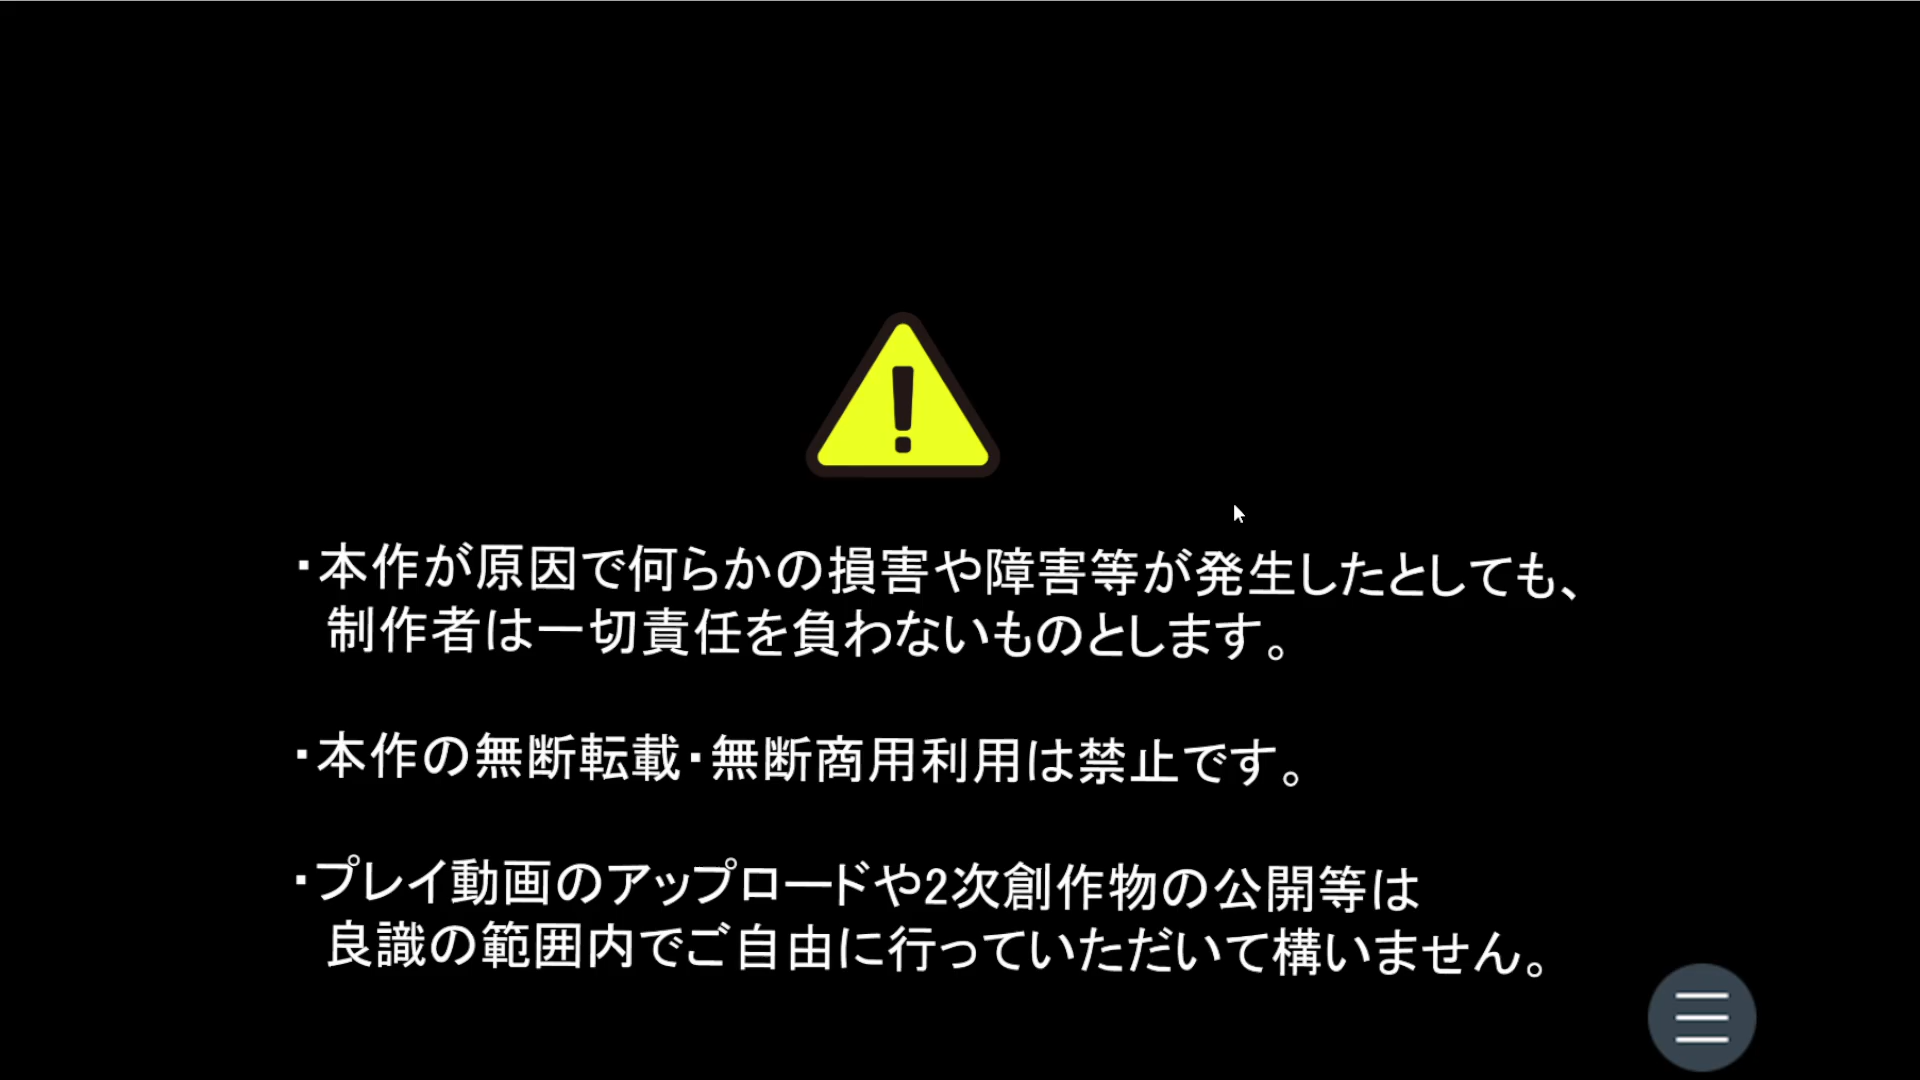 ・本作が原因で何らかの損害や障害等が発生したとしても、
制作者は一切責任を負わないものとします。
・本作の無断転載・無断商用利用は禁止です。
・プレイ動画のアップロードや2次創作物の公開等は
良識の範囲内でご自由に行っていただいて構いません。